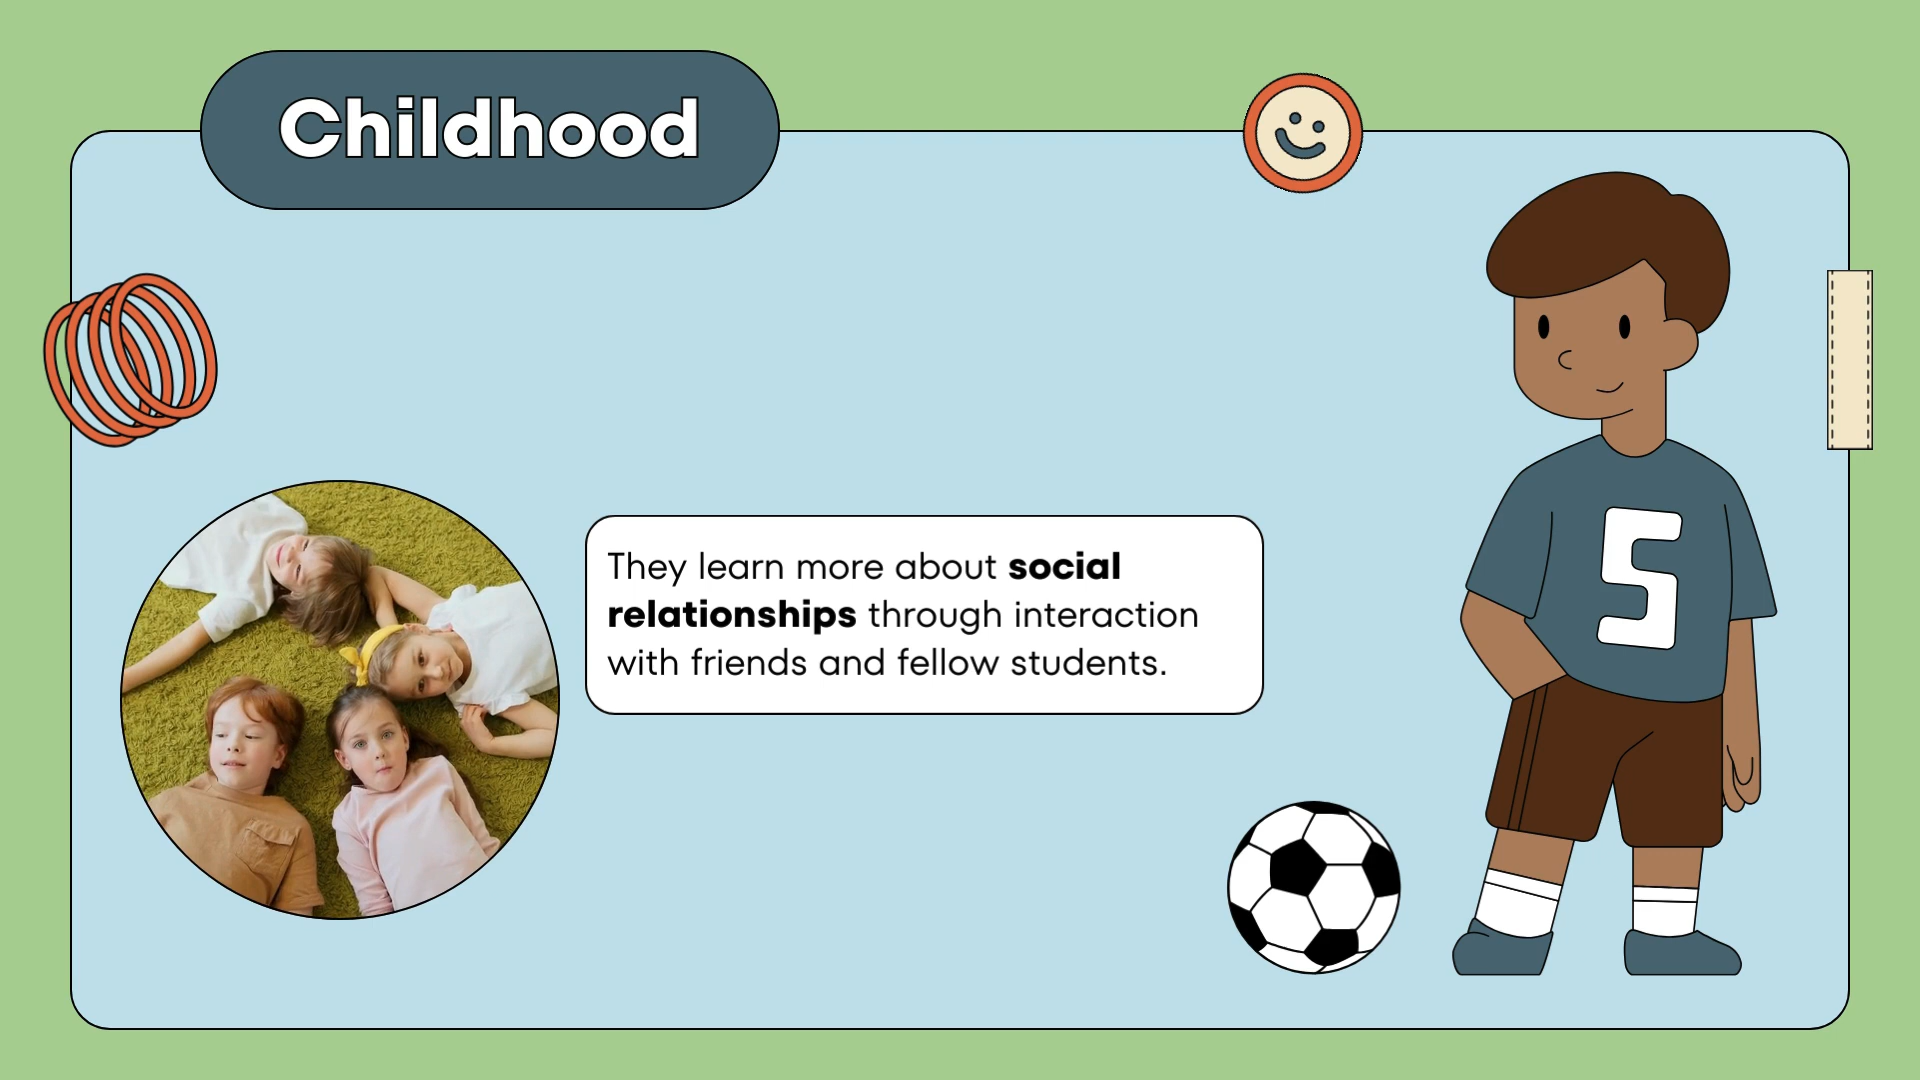 Childhood
They learn more about social
relationships through interaction
with friends and fellow students.
5